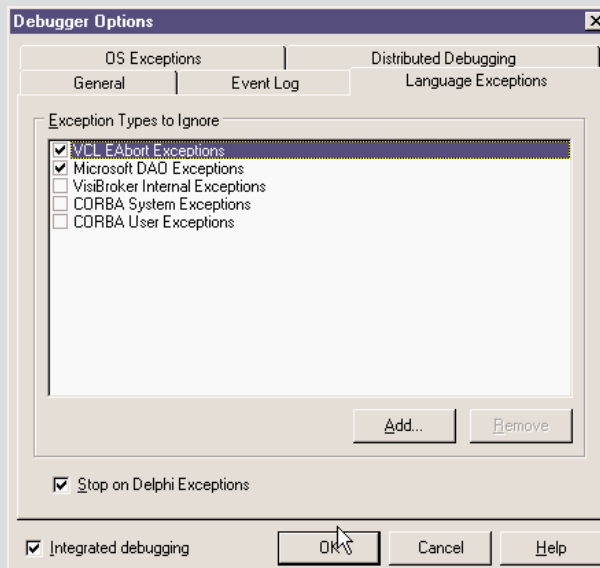 Debugger Options
OS Exceptions Distributed Debugging
General Event Log Language Exceptions
Exception Types to Ignore
VCL EAbort Exceptions
Microsoft DAO Exceptions
VisiBroker Internal Exceptions
CORBA System Exceptions
CORBA User Exceptions
Add... Remove
Stop on Delphi Exceptions
Integrated debugging OK Cancel Help